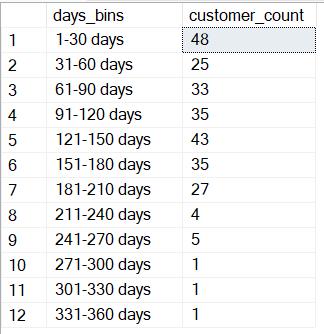 days_bins customer_count
1 1-30 days 48
2 31-60 days 25
3 61-90 days 33
4 91-120 days 35
5 121-150 days 43
6 151-180 days 35
7 181-210 days 27
8 211-240 days 4
9 241-270 days 5
10 271-300 days 1
11 301-330 days 1
12 331-360 days 1